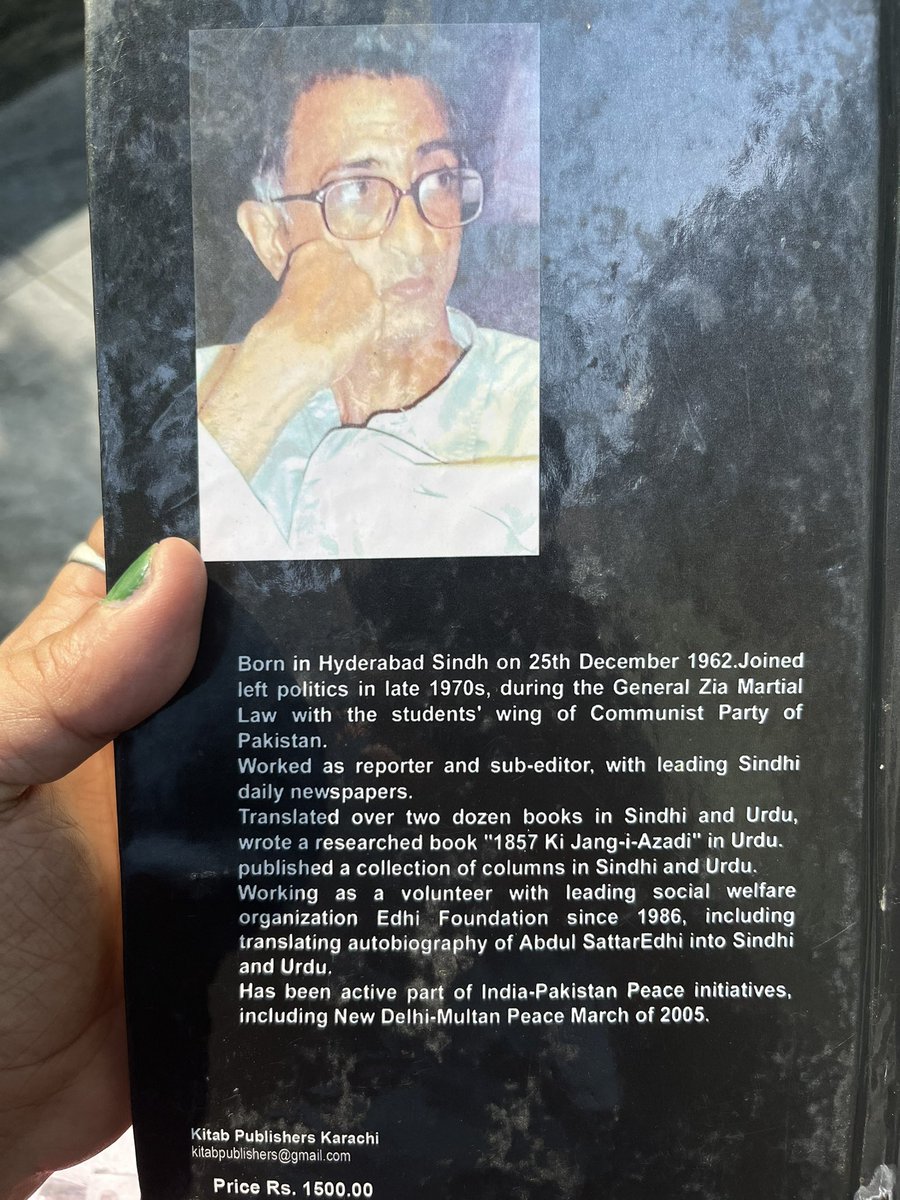 Born in Hyderabad Sindh on 25th December 1962.Joined
left politics in late 1970s, during the General Zia Martial
Law with the students' wing of Communist Party of
Pakistan.
Worked as reporter and sub-editor, with leading Sindhi
daily newspapers.
Translated over two dozen books in Sindhi and Urdu,
wrote a researched book "1857 Ki Jang-i-Azadi" in Urdu.
published a collection of columns in Sindhi and Urdu.
Working as a volunteer with leading social welfare
organization Edhi Foundation since 1986, including
translating autobiography of Abdul SattarEdhi into Sindhi
and Urdu.
Has been active part of India-Pakistan Peace initiatives,
including New Delhi-Multan Peace March of 2005.
Kitab Publishers Karachi
kitabpublishers@gmail.com
Price Rs. 1500.00